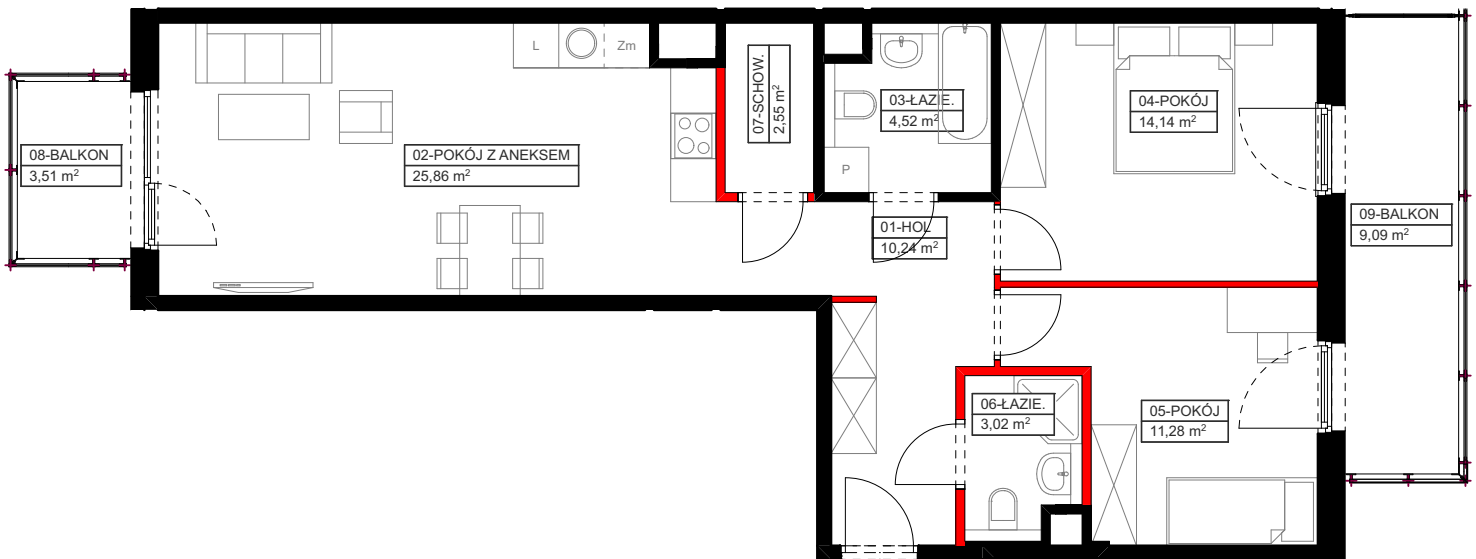 L
Zm
07-SCHOW.
2,55 m²
03-ŁAZIE.
4,52 m²
P
04-POKÓJ
14,14 m²
08-BALKON
3,51 m²
02-POKÓJ Z ANEKSEM
25,86 m²
01-HOL
10,24 m²
09-BALKON
9,09 m²
06-ŁAZIE.
3,02 m²
05-POKÓJ
11,28 m²